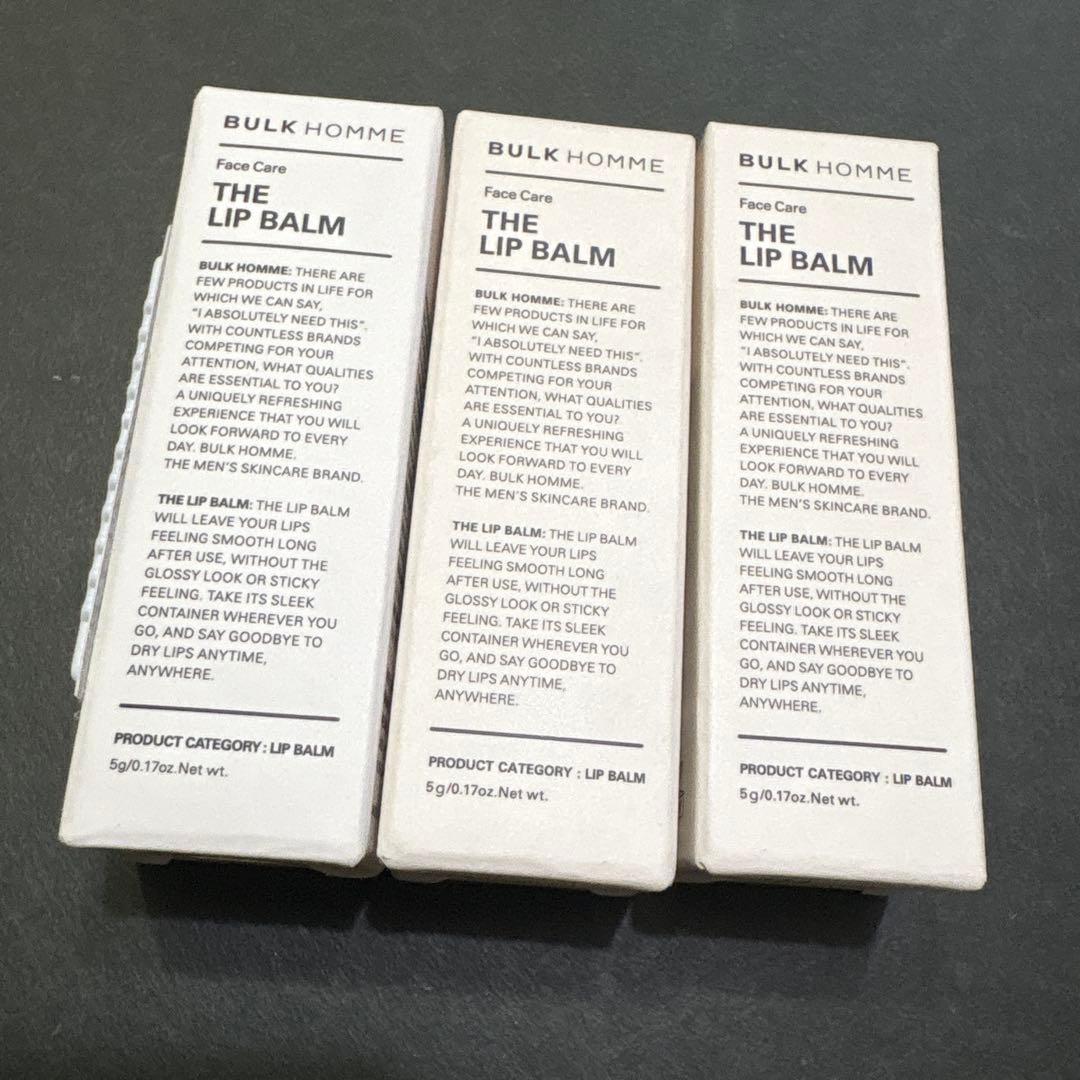 BULK HOMME
Face Care
THE
LIP BALM
BULK HOMME: THERE ARE
FEW PRODUCTS IN LIFE FOR
WHICH WE CAN SAY,
"I ABSOLUTELY NEED THIS".
WITH COUNTLESS BRANDS
COMPETING FOR YOUR
ATTENTION, WHAT QUALITIES
ARE ESSENTIAL TO YOU?
A UNIQUELY REFRESHING
EXPERIENCE THAT YOU WILL
LOOK FORWARD TO EVERY
DAY. BULK HOMME.
THE MEN'S SKINCARE BRAND.
THE LIP BALM: THE LIP BALM
WILL LEAVE YOUR LIPS
FEELING SMOOTH LONG
AFTER USE, WITHOUT THE
GLOSSY LOOK OR STICKY
FEELING. TAKE ITS SLEEK
CONTAINER WHEREVER YOU
GO, AND SAY GOODBYE TO
DRY LIPS ANYTIME,
ANYWHERE.
PRODUCT CATEGORY : LIP BALM
5g/0.17oz.Net wt.
BULK HOMME
Face Care
THE
LIP BALM
BULK HOMME: THERE ARE
FEW PRODUCTS IN LIFE FOR
WHICH WE CAN SAY,
"I ABSOLUTELY NEED THIS".
WITH COUNTLESS BRANDS
COMPETING FOR YOUR
ATTENTION, WHAT QUALITIES
ARE ESSENTIAL TO YOU?
A UNIQUELY REFRESHING
EXPERIENCE THAT YOU WILL
LOOK FORWARD TO EVERY
DAY. BULK HOMME.
THE MEN'S SKINCARE BRAND.
THE LIP BALM: THE LIP BALM
WILL LEAVE YOUR LIPS
FEELING SMOOTH LONG
AFTER USE, WITHOUT THE
GLOSSY LOOK OR STICKY
FEELING. TAKE ITS SLEEK
CONTAINER WHEREVER YOU
GO, AND SAY GOODBYE TO
DRY LIPS ANYTIME,
ANYWHERE.
PRODUCT CATEGORY : LIP BALM
5g/0.17oz.Net wt.
BULK HOMME
Face Care
THE
LIP BALM
BULK HOMME: THERE ARE
FEW PRODUCTS IN LIFE FOR
WHICH WE CAN SAY,
"I ABSOLUTELY NEED THIS".
WITH COUNTLESS BRANDS
COMPETING FOR YOUR
ATTENTION, WHAT QUALITIES
ARE ESSENTIAL TO YOU?
A UNIQUELY REFRESHING
EXPERIENCE THAT YOU WILL
LOOK FORWARD TO EVERY
DAY. BULK HOMME.
THE MEN'S SKINCARE BRAND.
THE LIP BALM: THE LIP BALM
WILL LEAVE YOUR LIPS
FEELING SMOOTH LONG
AFTER USE, WITHOUT THE
GLOSSY LOOK OR STICKY
FEELING. TAKE ITS SLEEK
CONTAINER WHEREVER YOU
GO, AND SAY GOODBYE TO
DRY LIPS ANYTIME,
ANYWHERE.
PRODUCT CATEGORY : LIP BALM
5g/0.17oz.Net wt.